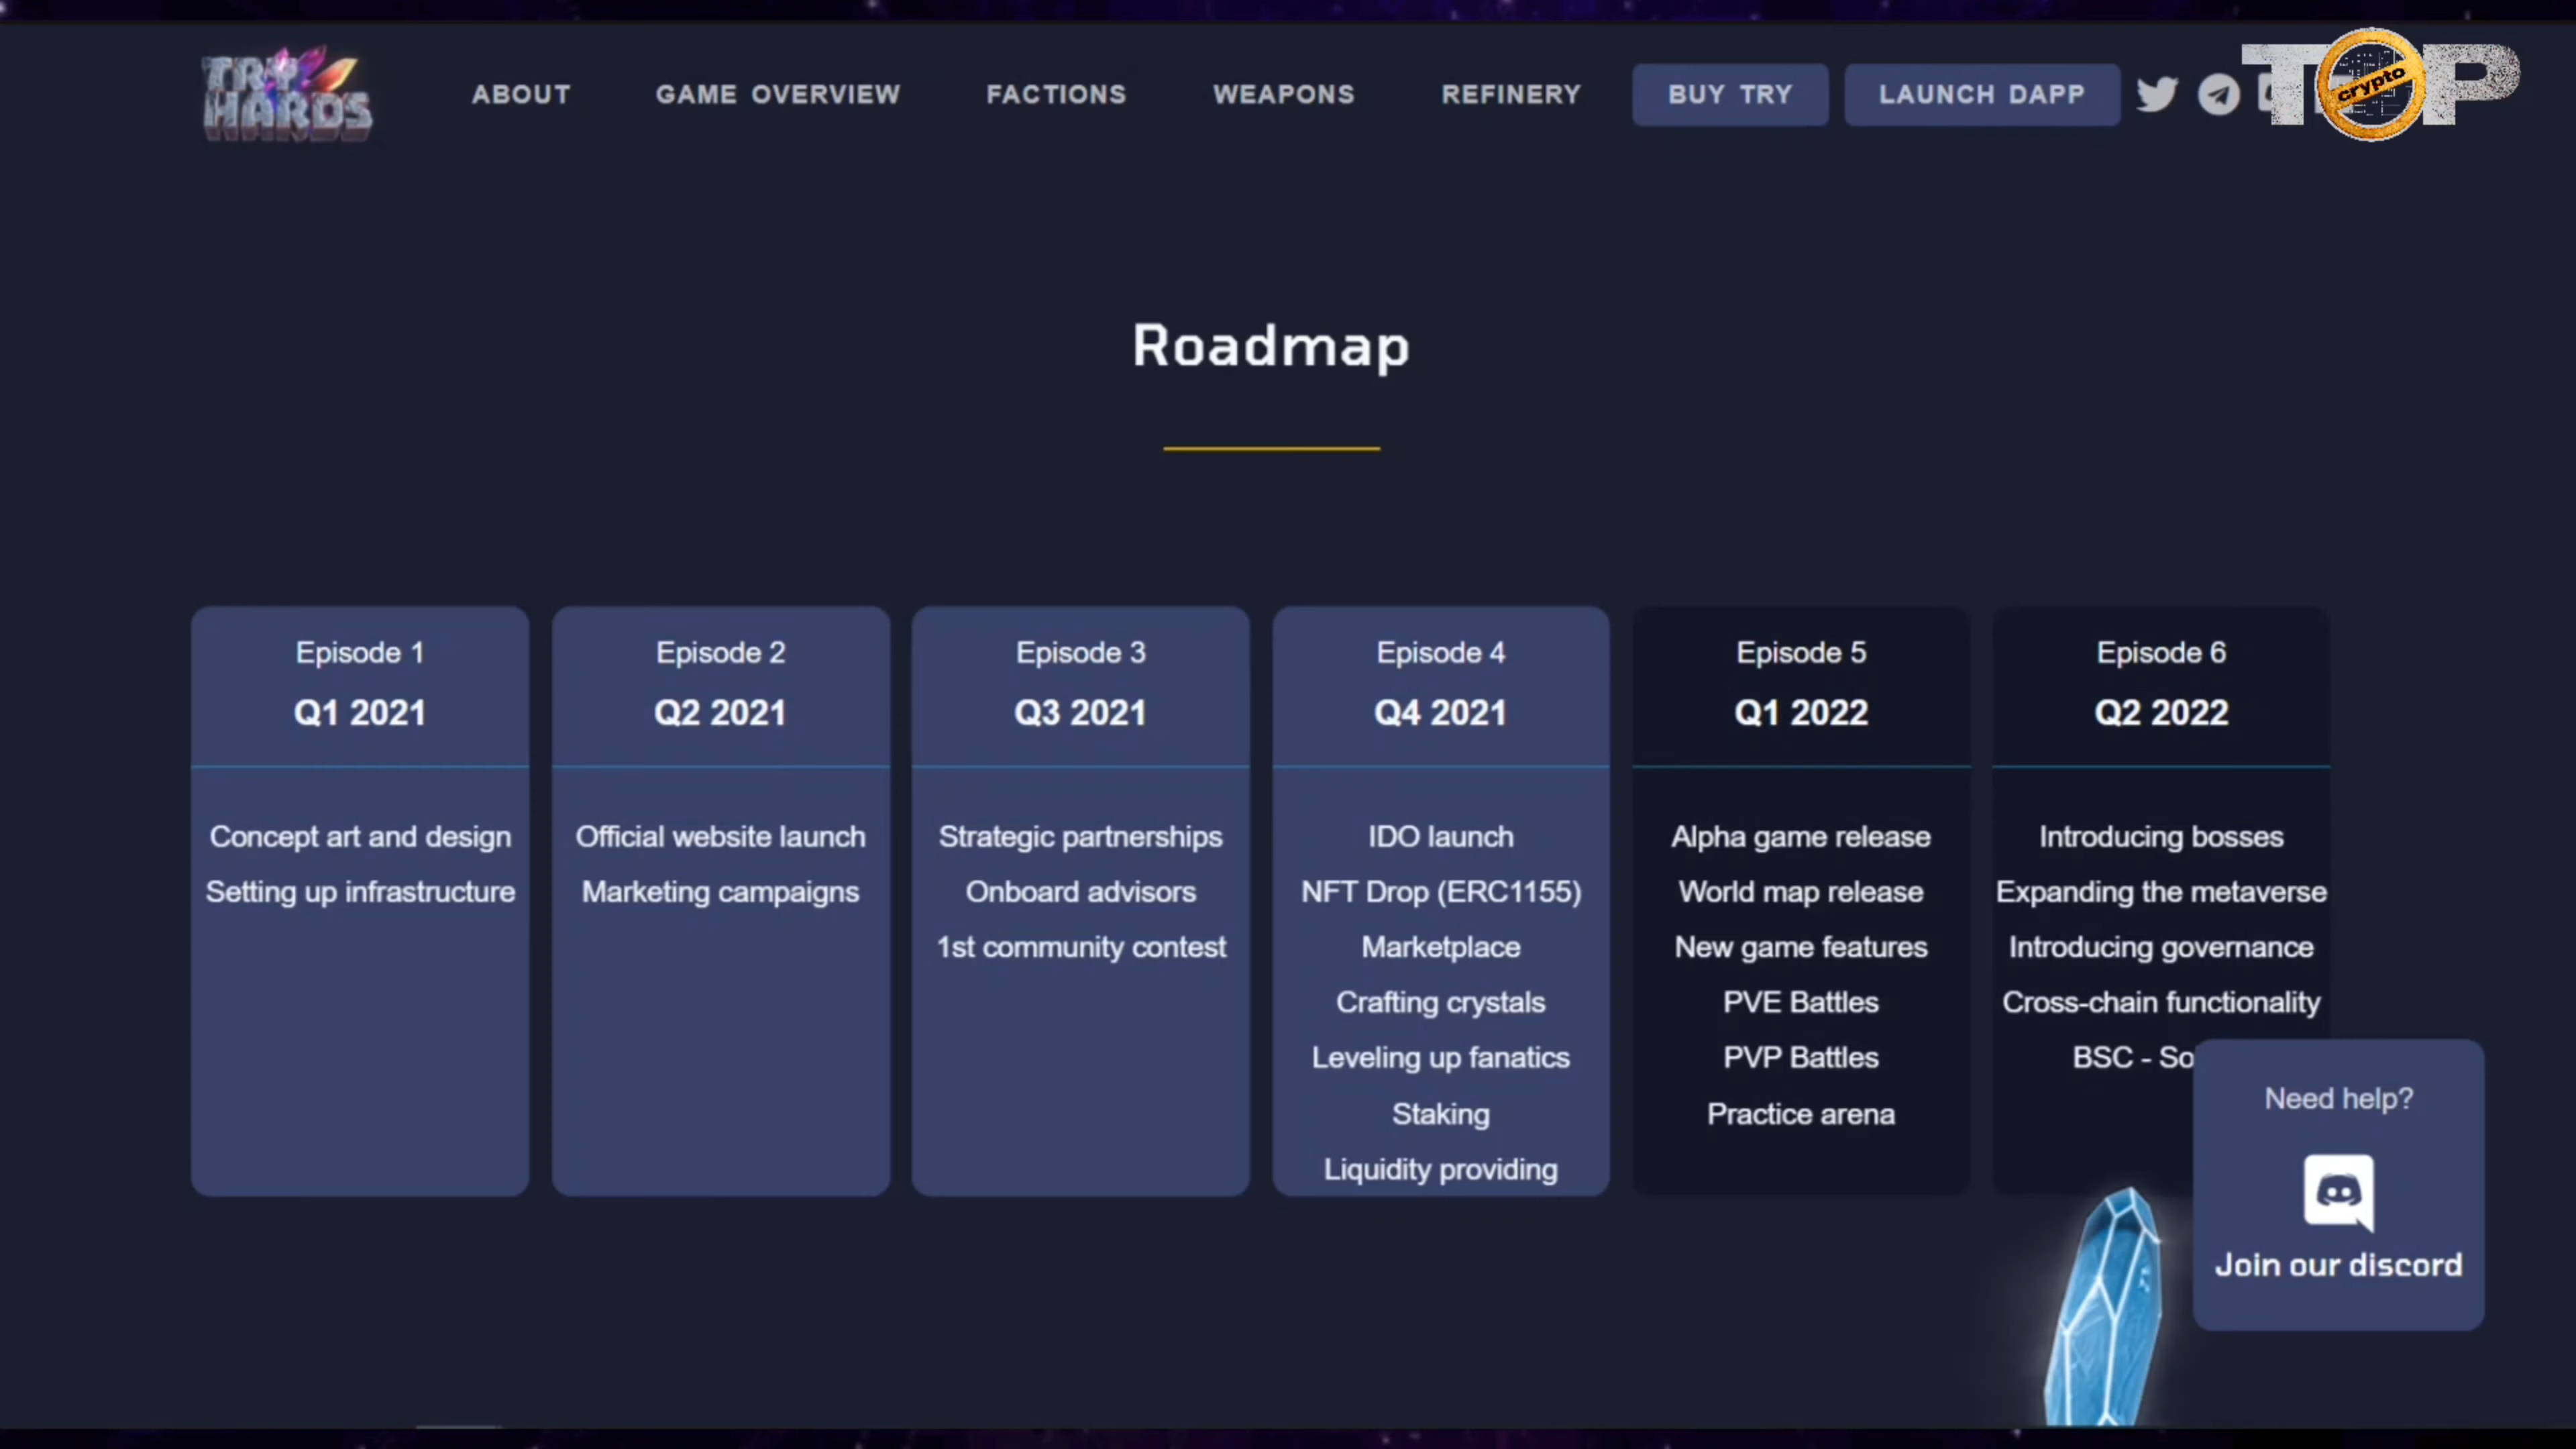 TRY HARDS
ABOUT
GAME OVERVIEW
FACTIONS
WEAPONS
REFINERY
BUY TRY
LAUNCH DAPP
TOP
crypto
Roadmap
Episode 1
Q1 2021
Concept art and design
Setting up infrastructure
Episode 2
Q2 2021
Official website launch
Marketing campaigns
Episode 3
Q3 2021
Strategic partnerships
Onboard advisors
1st community contest
Episode 4
Q4 2021
IDO launch
NFT Drop (ERC1155)
Marketplace
Crafting crystals
Leveling up fanatics
Staking
Liquidity providing
Episode 5
Q1 2022
Alpha game release
World map release
New game features
PVE Battles
PVP Battles
Practice arena
Episode 6
Q2 2022
Introducing bosses
Expanding the metaverse
Introducing governance
Cross-chain functionality
BSC -
Need help?
Join our discord